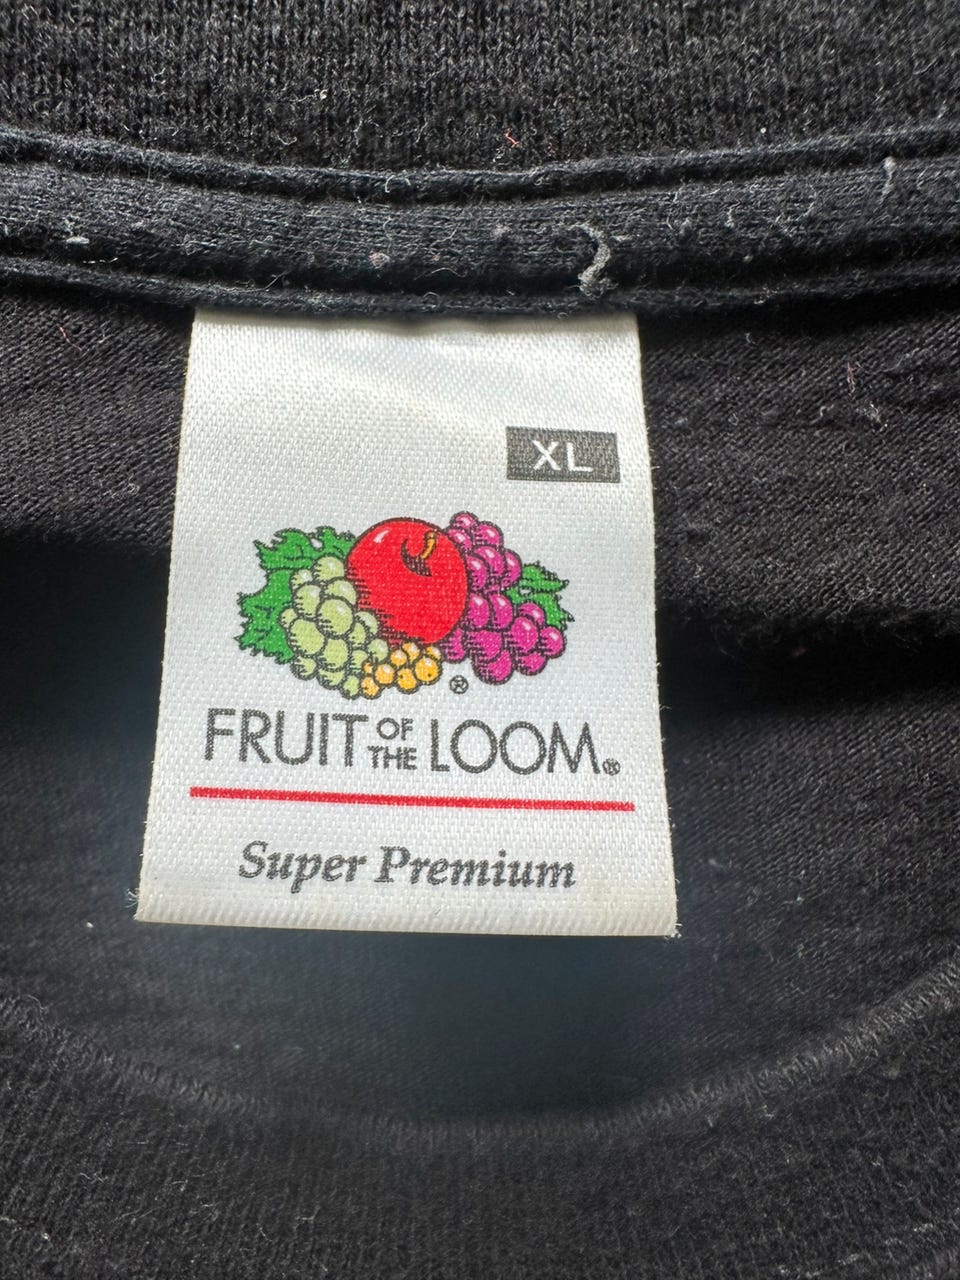 XL
®
FRUIT OF THE LOOM®
Super Premium